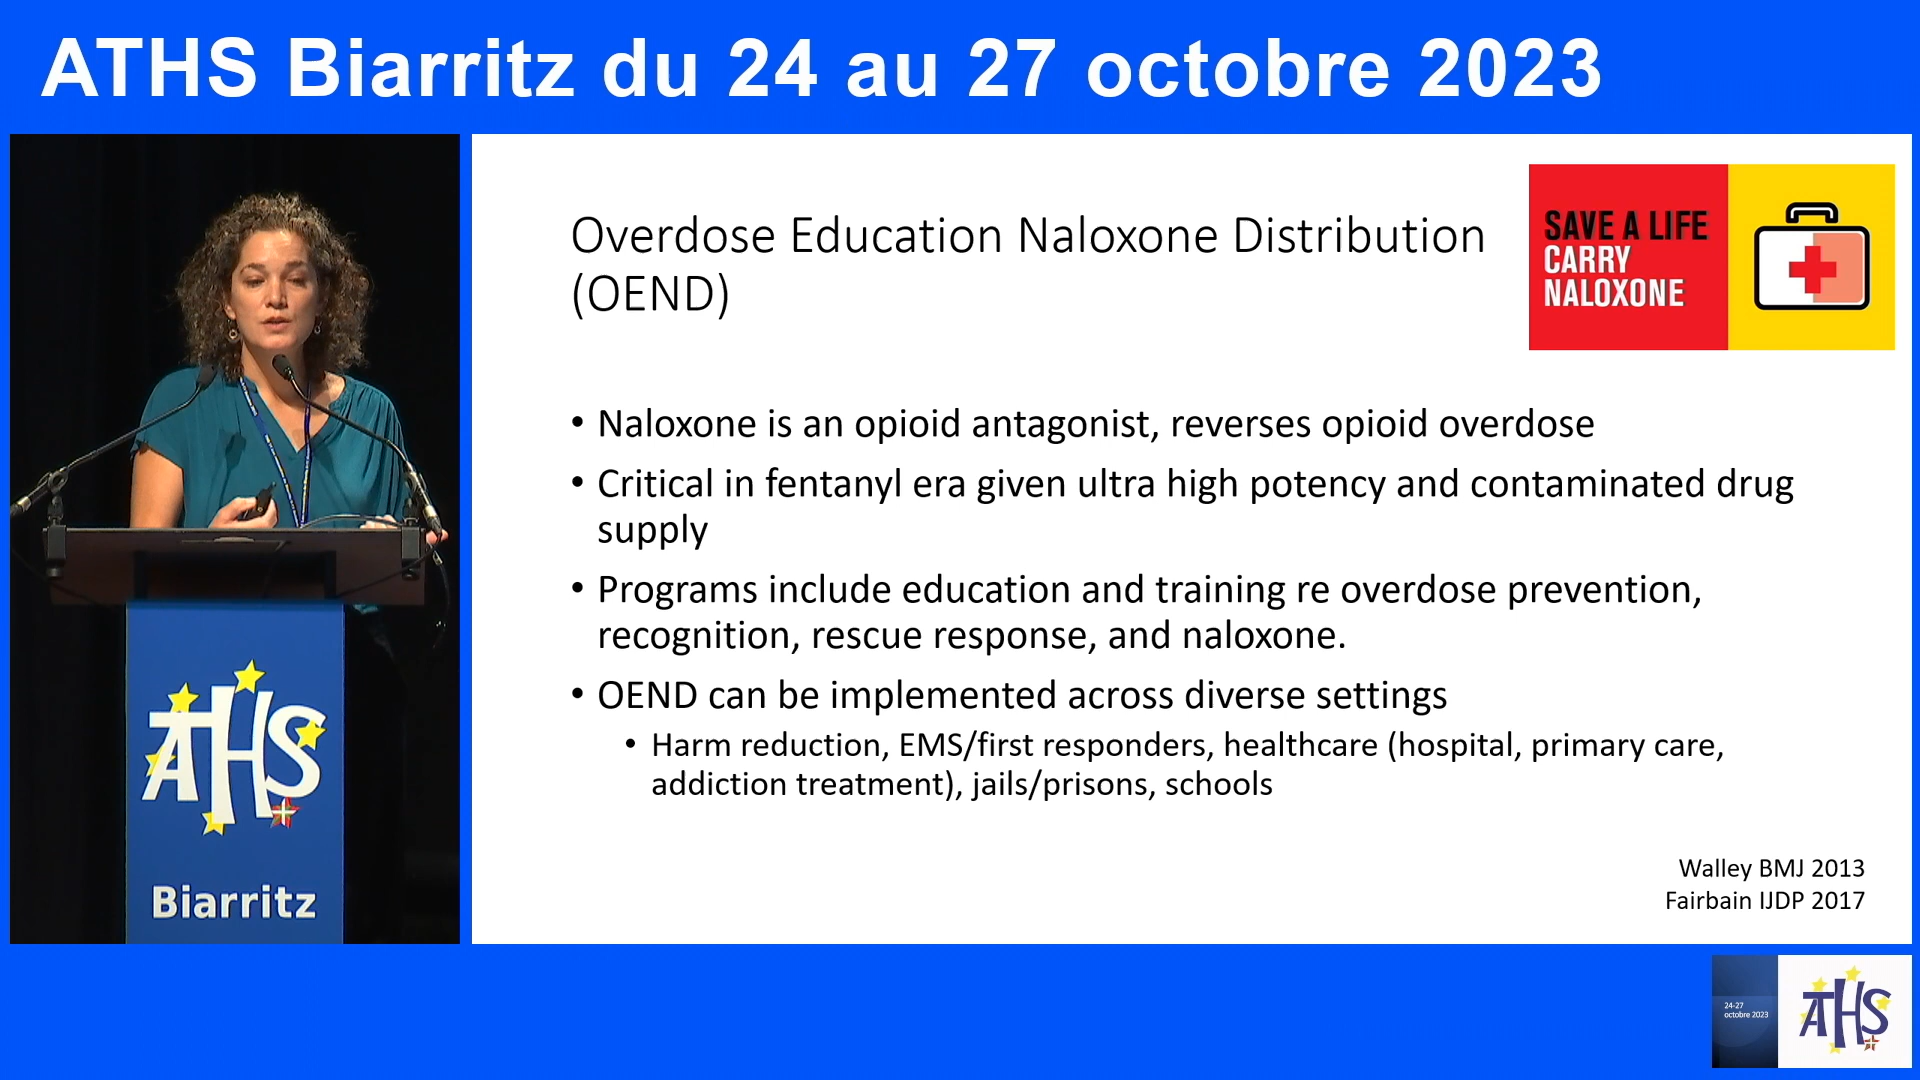 ATHS Biarritz du 24 au 27 octobre 2023
Overdose Education Naloxone Distribution
(OEND)
SAVE A LIFE
CARRY
NALOXONE
• Naloxone is an opioid antagonist, reverses opioid overdose
• Critical in fentanyl era given ultra high potency and contaminated drug
supply
• Programs include education and training re overdose prevention,
recognition, rescue response, and naloxone.
• OEND can be implemented across diverse settings
• Harm reduction, EMS/first responders, healthcare (hospital, primary care,
addiction treatment), jails/prisons, schools
Walley BMJ 2013
Fairbain IJDP 2017
ATHS
Biarritz
24-27
octobre 2023
ATHS